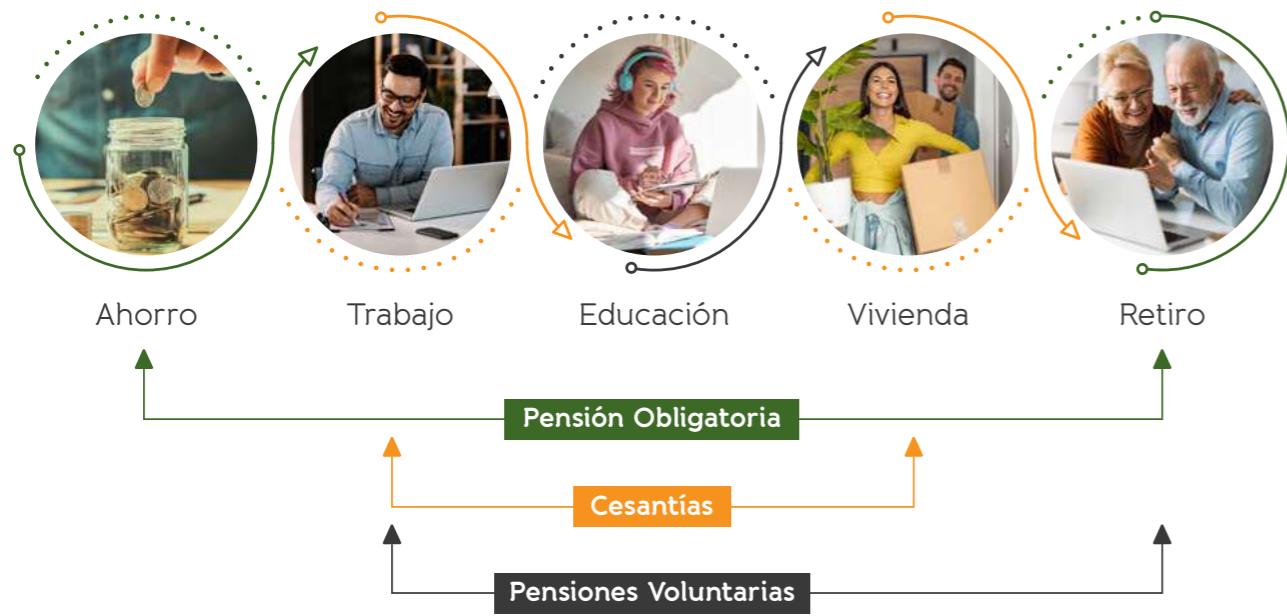 Ahorro
Trabajo
Educación
Vivienda
Retiro
Pensión Obligatoria
Cesantías
Pensiones Voluntarias